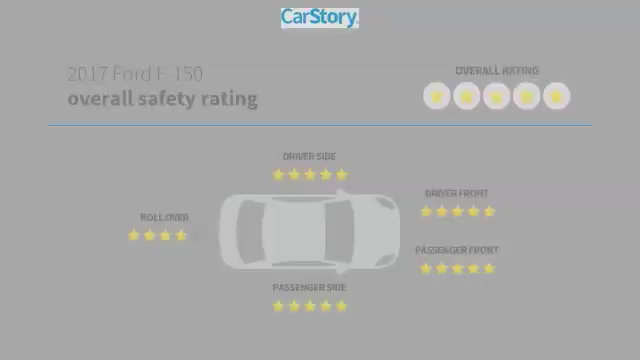 CarStory.
2017 Ford F-150
overall safety rating
OVERALL RATING
DRIVER SIDE
DRIVER FRONT
ROLLOVER
PASSENGER FRONT
PASSENGER SIDE